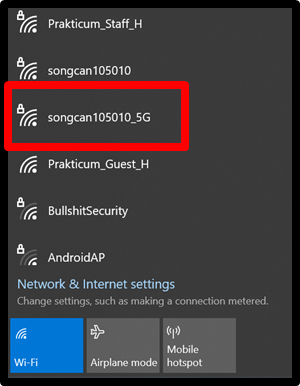 Prakticum_Staff_H
songcan105010
songcan105010_5G
Prakticum_Guest_H
BullshitSecurity
AndroidAP
Network & Internet settings
Change settings, such as making a connection metered.
Wi-Fi
Airplane mode
Mobile
hotspot